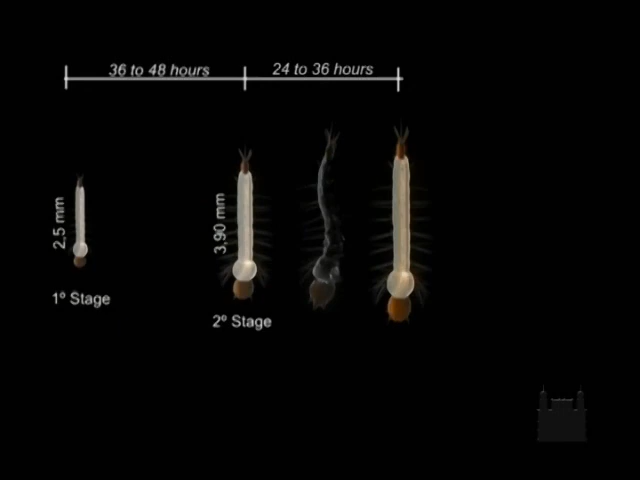 36 to 48 hours
24 to 36 hours
2,5 mm
3,90 mm
1º Stage
2º Stage